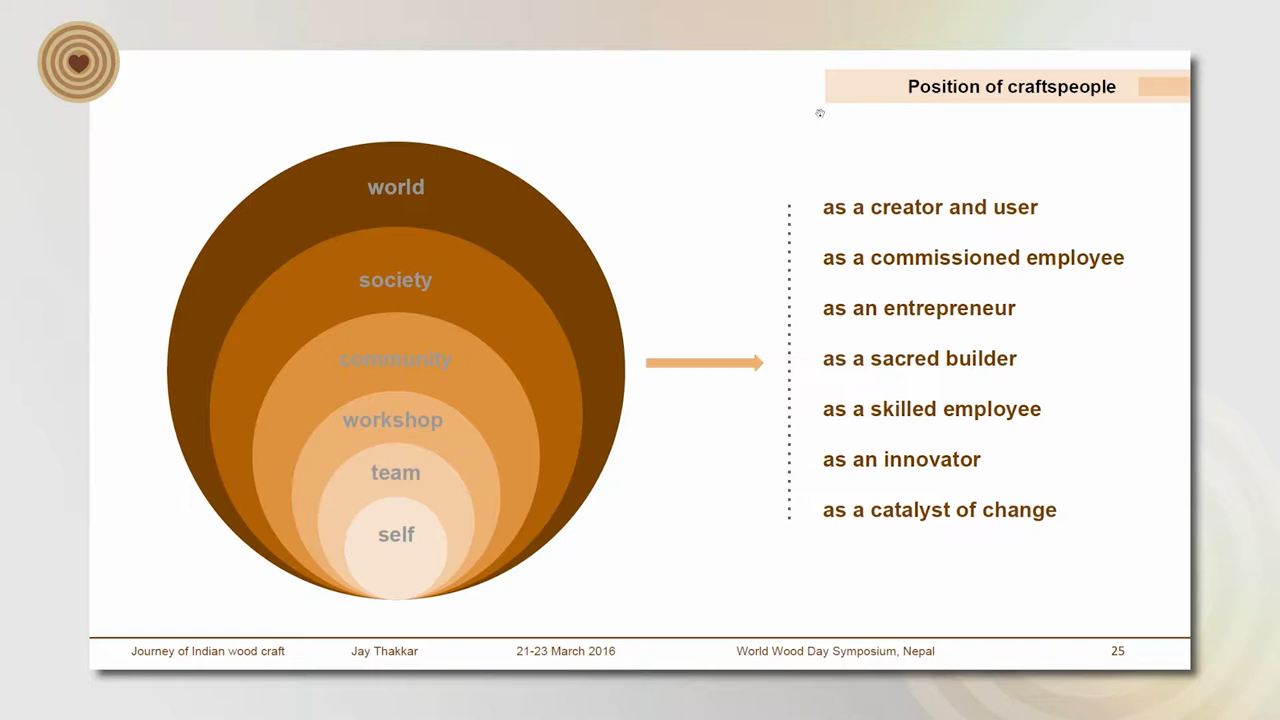 Position of craftspeople
world
society
community
workshop
team
self
as a creator and user
as a commissioned employee
as an entrepreneur
as a sacred builder
as a skilled employee
as an innovator
as a catalyst of change
Journey of Indian wood craft Jay Thakkar 21-23 March 2016 World Wood Day Symposium, Nepal 25